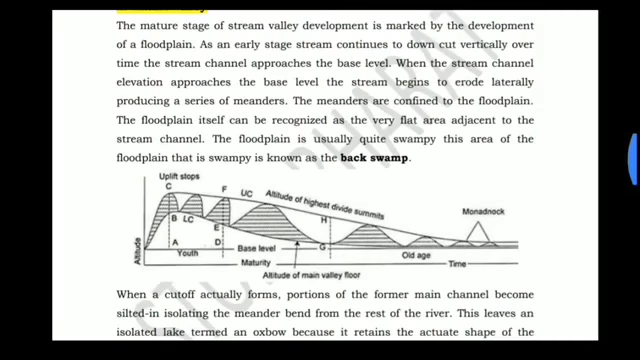 The mature stage of stream valley development is marked by the development
of a floodplain. As an early stage stream continues to down cut vertically over
time the stream channel approaches the base level. When the stream channel
elevation approaches the base level the stream begins to erode laterally
producing a series of meanders. The meanders are confined to the floodplain.
The floodplain itself can be recognized as the very flat area adjacent to the
stream channel. The floodplain is usually quite swampy this area of the
floodplain that is swampy is known as the back swamp.
Uplift stops
C F UC Altitude of highest divide summits
B LC H Monadnock
E
A D Base level G
Altitude
Youth Old age
Maturity Time
Altitude of main valley floor
When a cutoff actually forms, portions of the former main channel become
silted-in isolating the meander bend from the rest of the river. This leaves an
isolated lake termed an oxbow because it retains the actuate shape of the